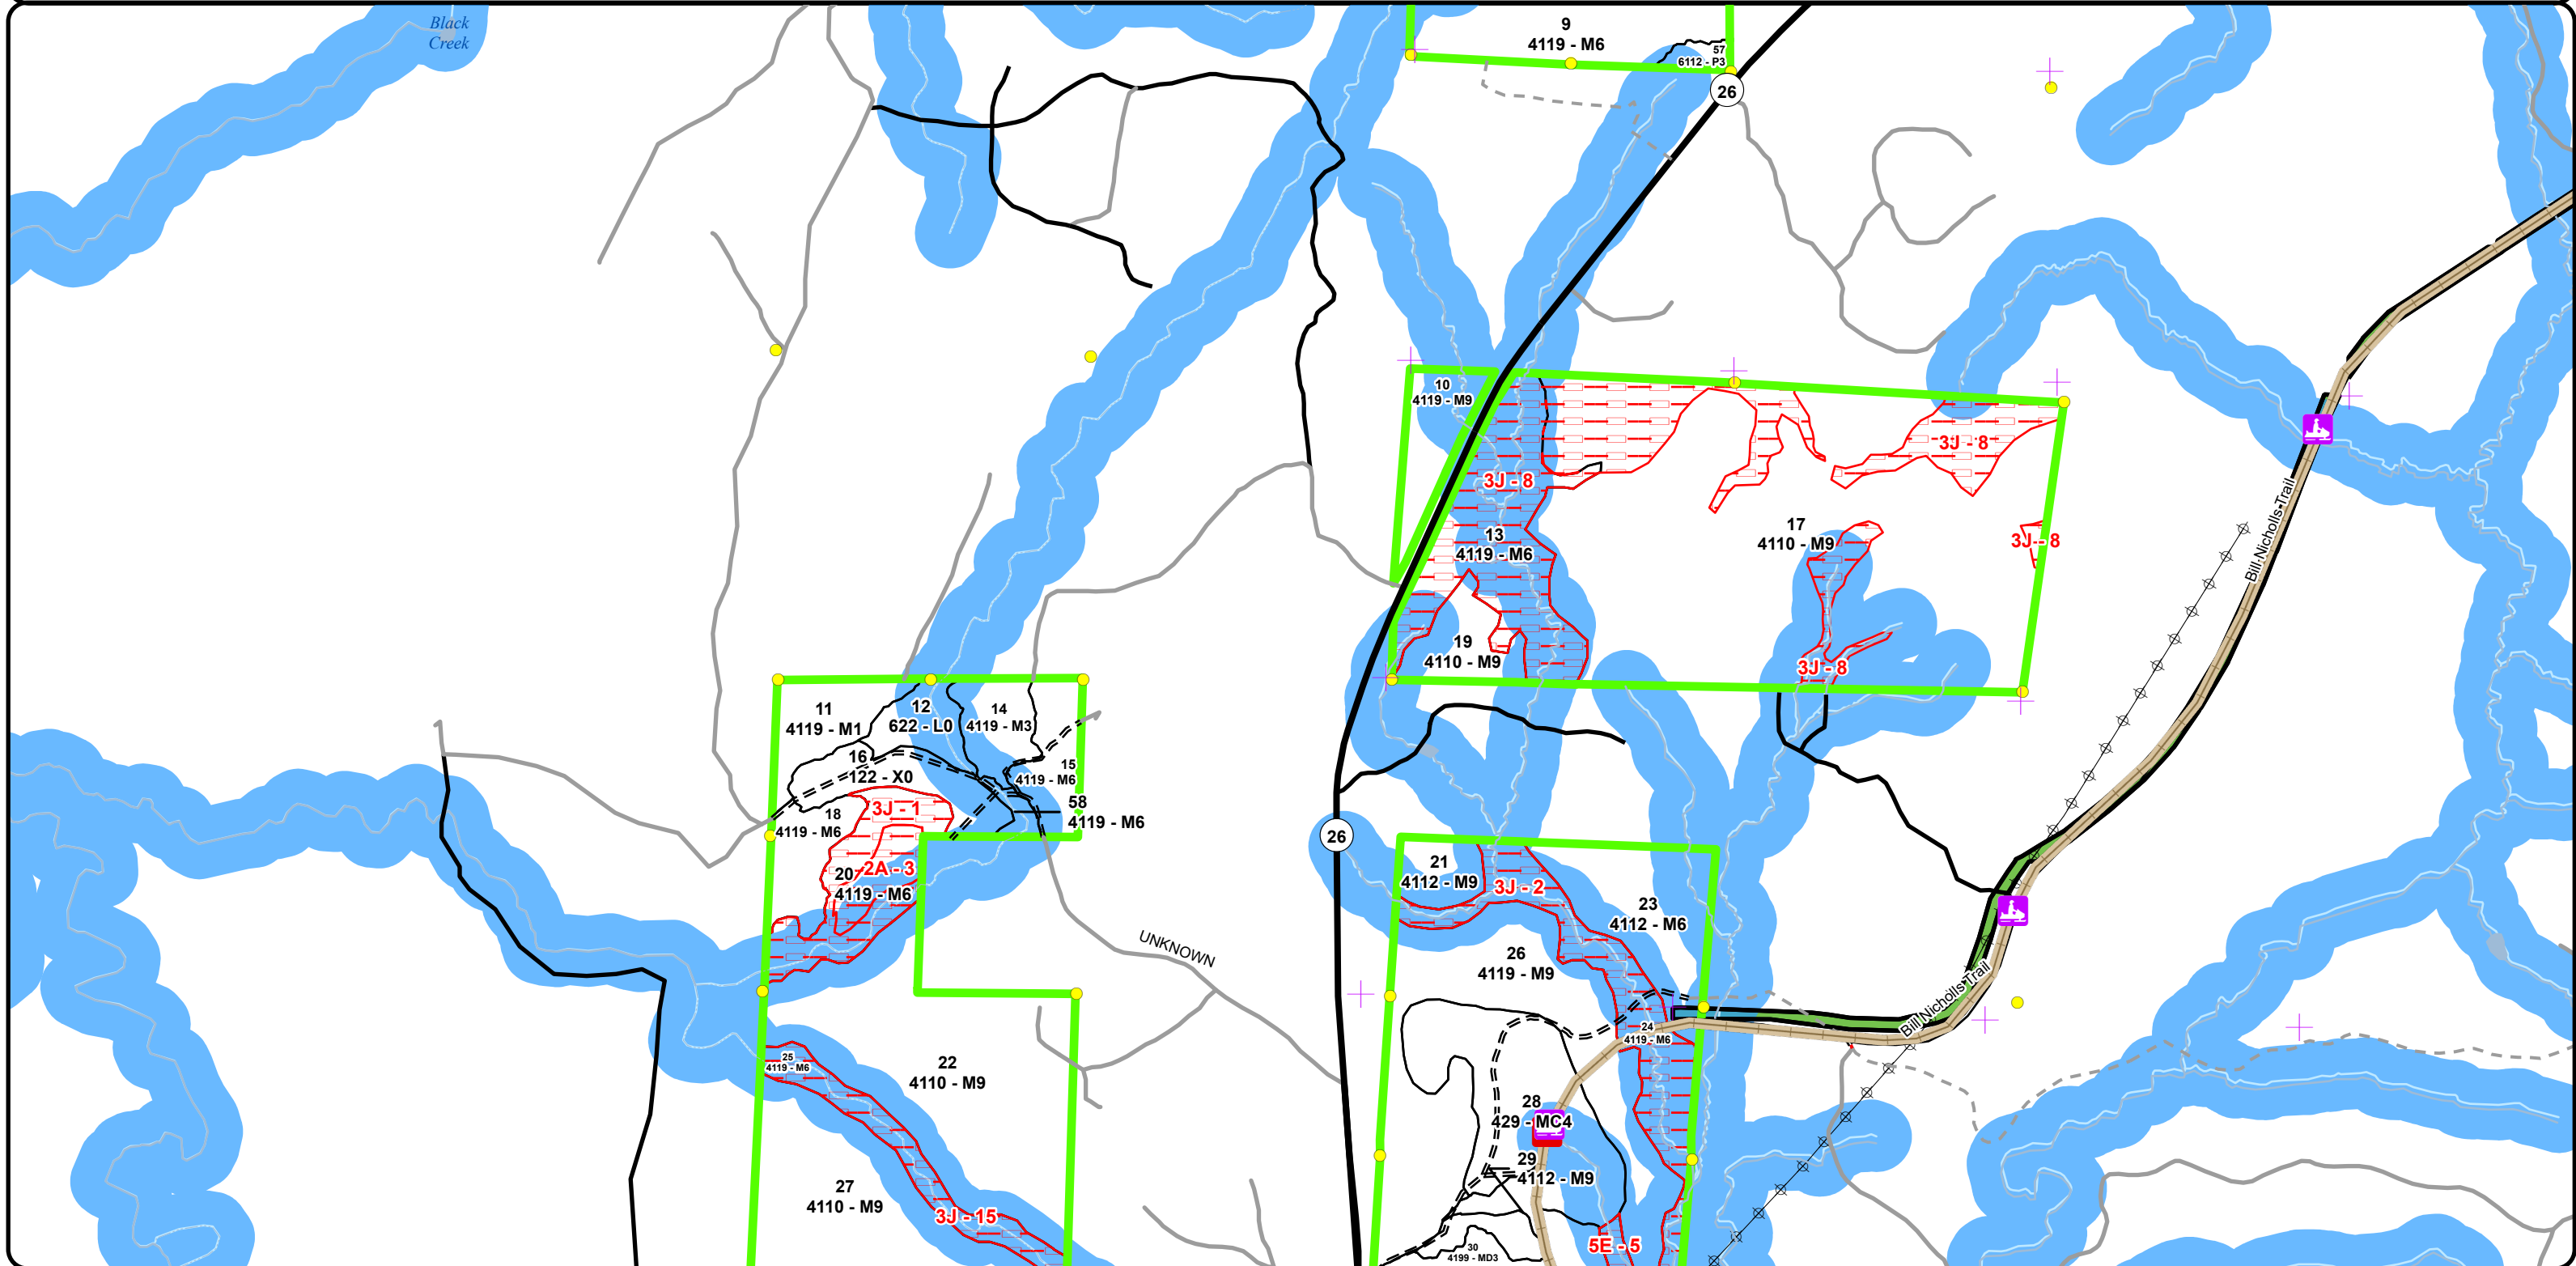 Black
Creek
9
4119 - M6
57
6112 - P3
26
10
4119 - M9
3J - 8
3J - 8
13
4119 - M6
17
4110 - M9
3J - 8
19
4110 - M9
3J - 8
Bill Nicholls Trail
11
4119 - M1
12
622 - L0
14
4119 - M3
16
122 - X0
15
4119 - M6
58
4119 - M6
18
4119 - M6
3J - 1
26
20
2A - 3
4119 - M6
21
4112 - M9
3J - 2
23
4112 - M6
UNKNOWN
26
4119 - M9
Bill Nicholls Trail
24
4119 - M6
25
4119 - M6
22
4110 - M9
28
429 - MC4
29
4112 - M9
27
4110 - M9
3J - 15
5E - 5
30
4199 - MD3